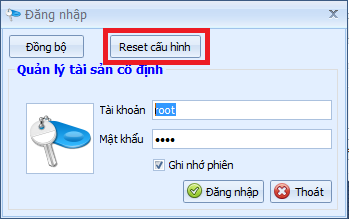 Đăng nhập
Đồng bộ
Reset cấu hình
Quản lý tài sản cố định
Tài khoản root
Mật khẩu ••••
Ghi nhớ phiên
Đăng nhập
Thoát